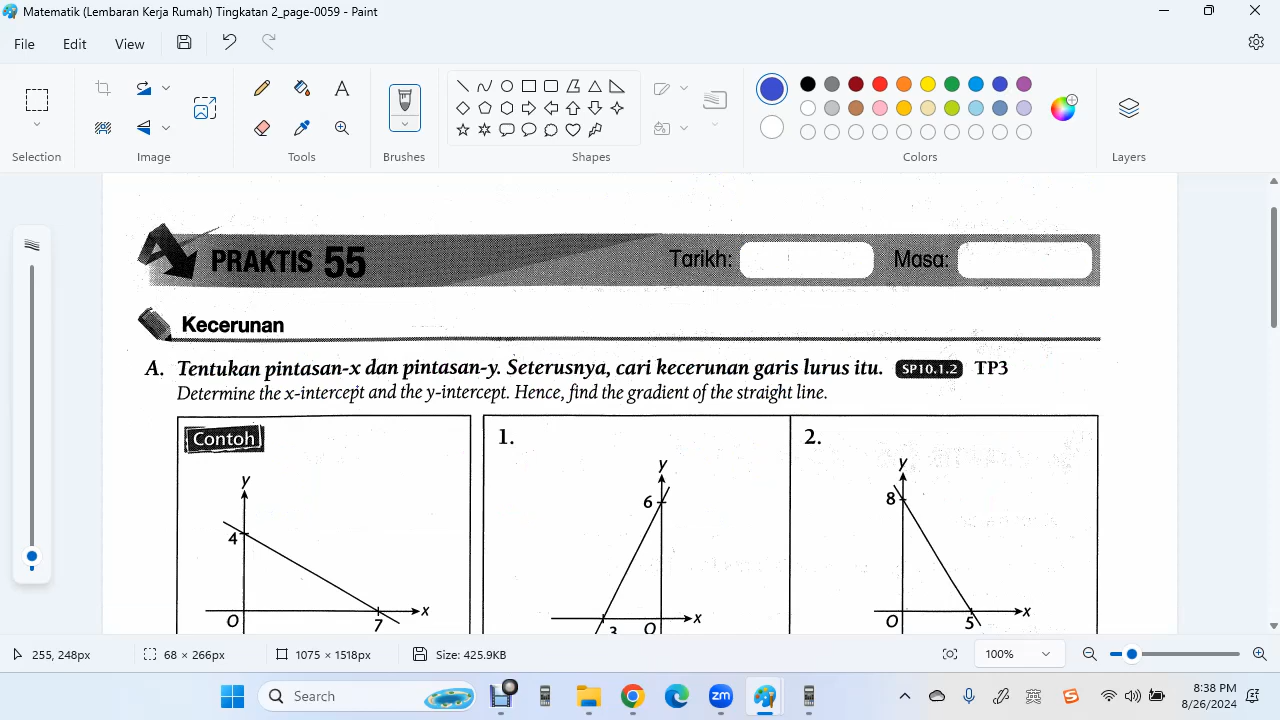 Matematik (Lembaran Kerja Rumah) Tingkatan 2_page-0059 - Paint
File Edit View
Selection Image Tools Brushes Shapes Colors Layers
PRAKTIS 55 Tarikh: Masa:
Kecerunan
A. Tentukan pintasan-x dan pintasan-y. Seterusnya, cari kecerunan garis lurus itu. SP10.1.2 TP3
Determine the x-intercept and the y-intercept. Hence, find the gradient of the straight line.
Contoh
y
4
O
7
x
1.
y
6
3
O
x
2.
y
8
O
5
x
255, 248px 68 × 266px 1075 × 1518px Size: 425.9KB 100%
Search
zm
英
8:38 PM
8/26/2024